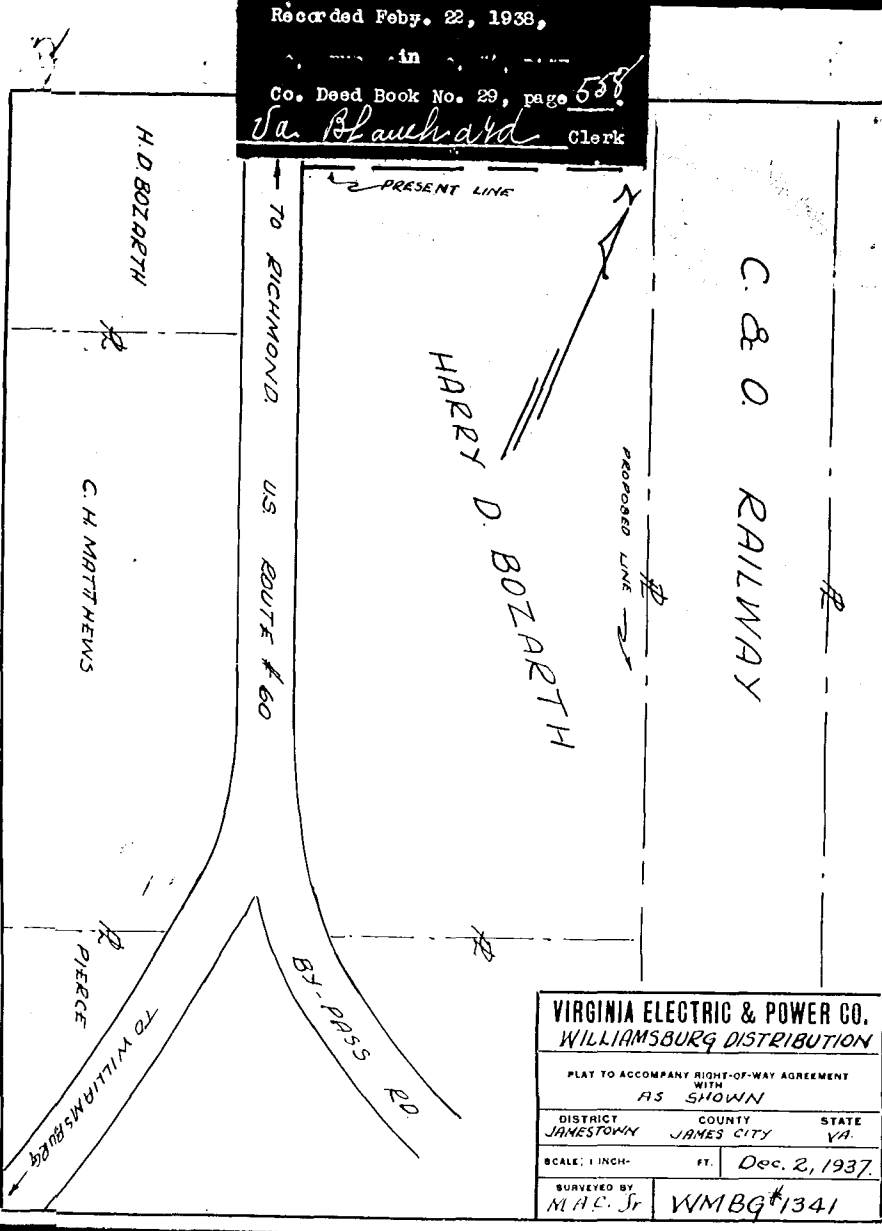 Recorded Feby. 22, 1938,
in
Co. Deed Book No. 29, page 558
Va. Blanchard Clerk
PRESENT LINE
N
H.D. BOZARTH
← TO RICHMOND. U.S. ROUTE #60
HARRY D. BOZARTH
C. & O. RAILWAY
PROPOSED LINE →
C. H. MATTHEWS
PIERCE
TO WILLIAMSBURG
BY-PASS RD.
VIRGINIA ELECTRIC & POWER CO.
WILLIAMSBURG DISTRIBUTION
PLAT TO ACCOMPANY RIGHT-OF-WAY AGREEMENT
WITH
AS SHOWN
DISTRICT COUNTY STATE
JAMESTOWN JAMES CITY VA.
SCALE; 1 INCH- FT. Dec. 2, 1937.
SURVEYED BY
M.A.C. Jr WMBG #1341